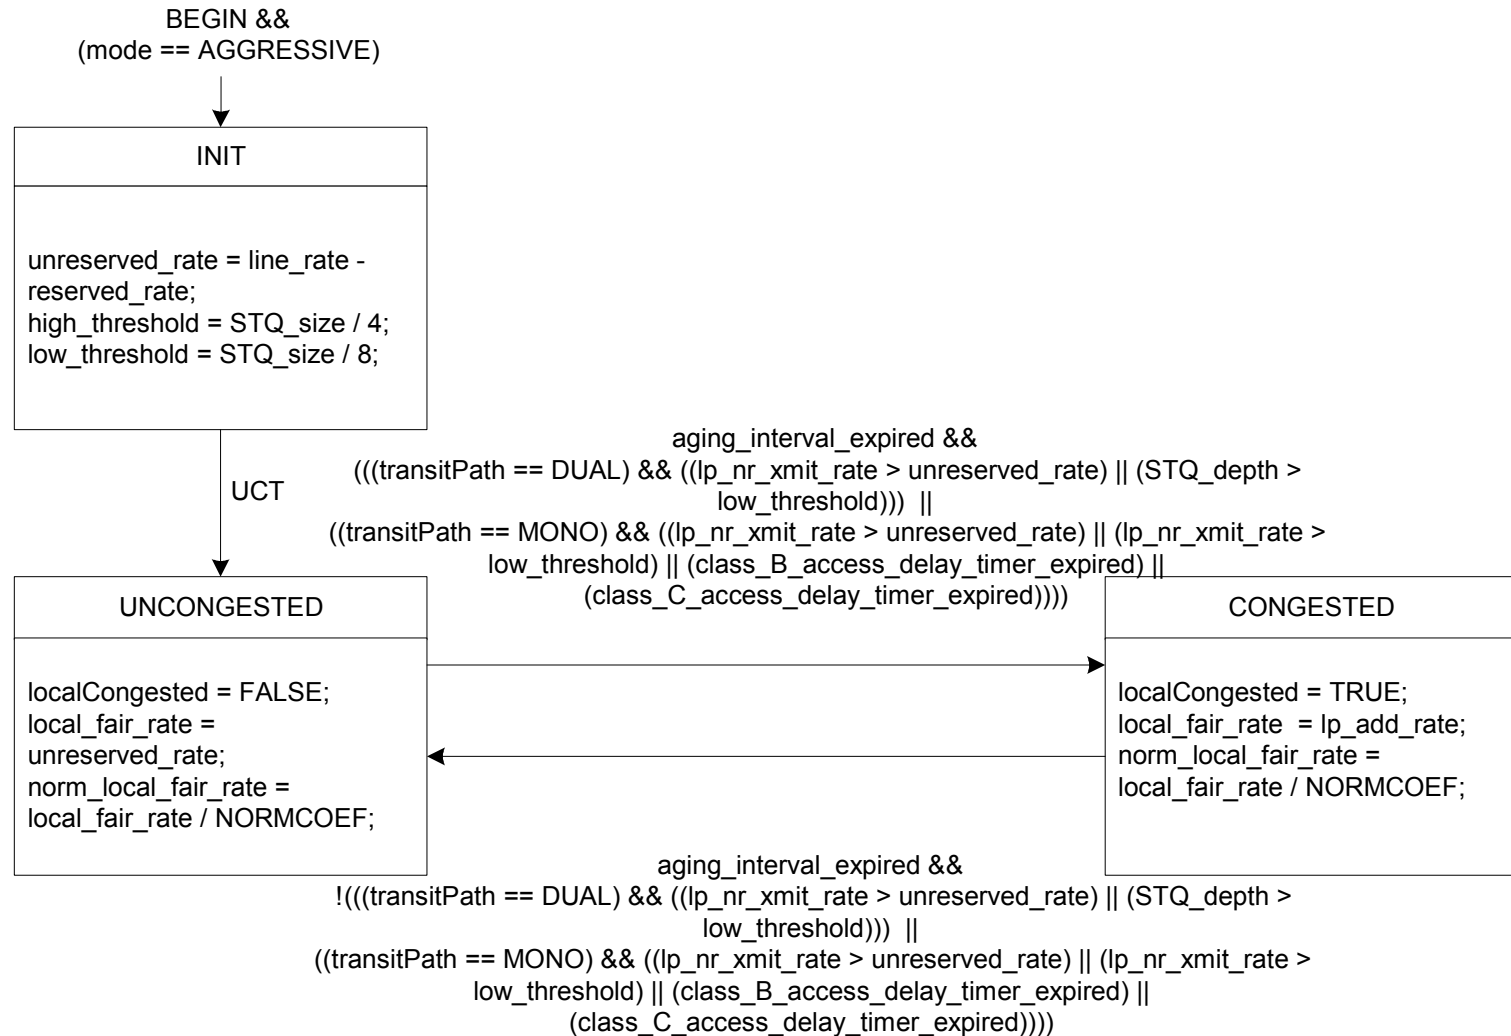 BEGIN &&
(mode == AGGRESSIVE)
INIT
unreserved_rate = line_rate -
reserved_rate;
high_threshold = STQ_size / 4;
low_threshold = STQ_size / 8;
UCT
aging_interval_expired &&
(((transitPath == DUAL) && ((lp_nr_xmit_rate > unreserved_rate) || (STQ_depth >
low_threshold))) ||
((transitPath == MONO) && ((lp_nr_xmit_rate > unreserved_rate) || (lp_nr_xmit_rate >
low_threshold) || (class_B_access_delay_timer_expired) ||
(class_C_access_delay_timer_expired))))
UNCONGESTED
localCongested = FALSE;
local_fair_rate =
unreserved_rate;
norm_local_fair_rate =
local_fair_rate / NORMCOEF;
CONGESTED
localCongested = TRUE;
local_fair_rate = lp_add_rate;
norm_local_fair_rate =
local_fair_rate / NORMCOEF;
aging_interval_expired &&
!(((transitPath == DUAL) && ((lp_nr_xmit_rate > unreserved_rate) || (STQ_depth >
low_threshold))) ||
((transitPath == MONO) && ((lp_nr_xmit_rate > unreserved_rate) || (lp_nr_xmit_rate >
low_threshold) || (class_B_access_delay_timer_expired) ||
(class_C_access_delay_timer_expired))))